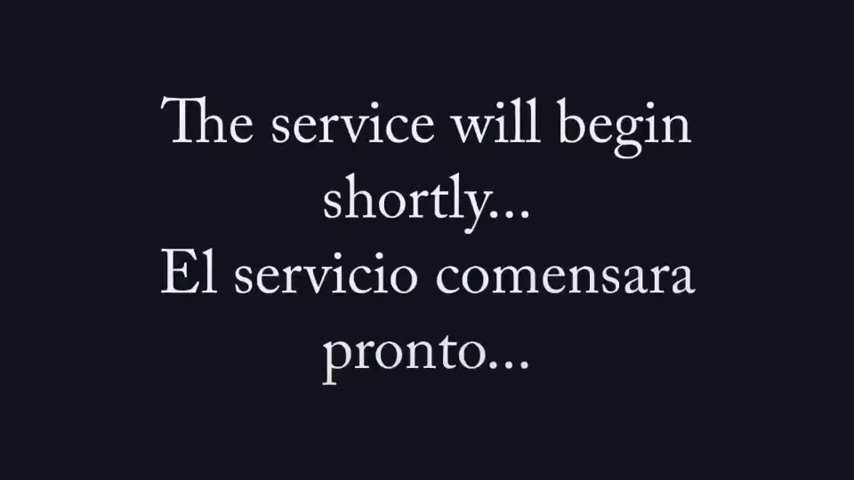 The service will begin
shortly...
El servicio comensara
pronto...